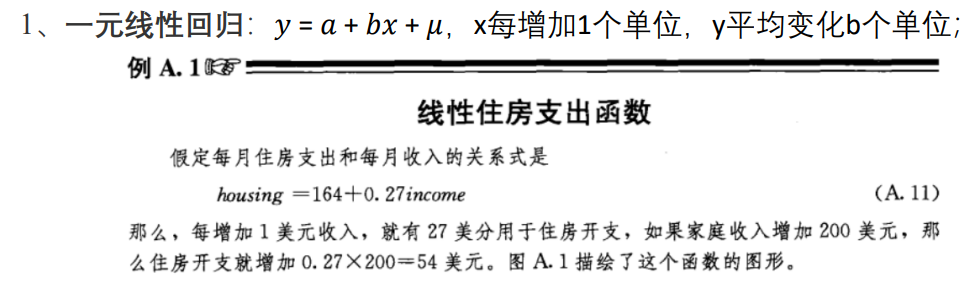 1、一元线性回归：y = a + bx + μ，x每增加1个单位，y平均变化b个单位；
例 A.1
线性住房支出函数
假定每月住房支出和每月收入的关系式是
housing =164+0.27income (A.11)
那么，每增加 1 美元收入，就有 27 美分用于住房开支，如果家庭收入增加 200 美元，那
么住房开支就增加 0.27×200=54 美元。图 A.1 描绘了这个函数的图形。